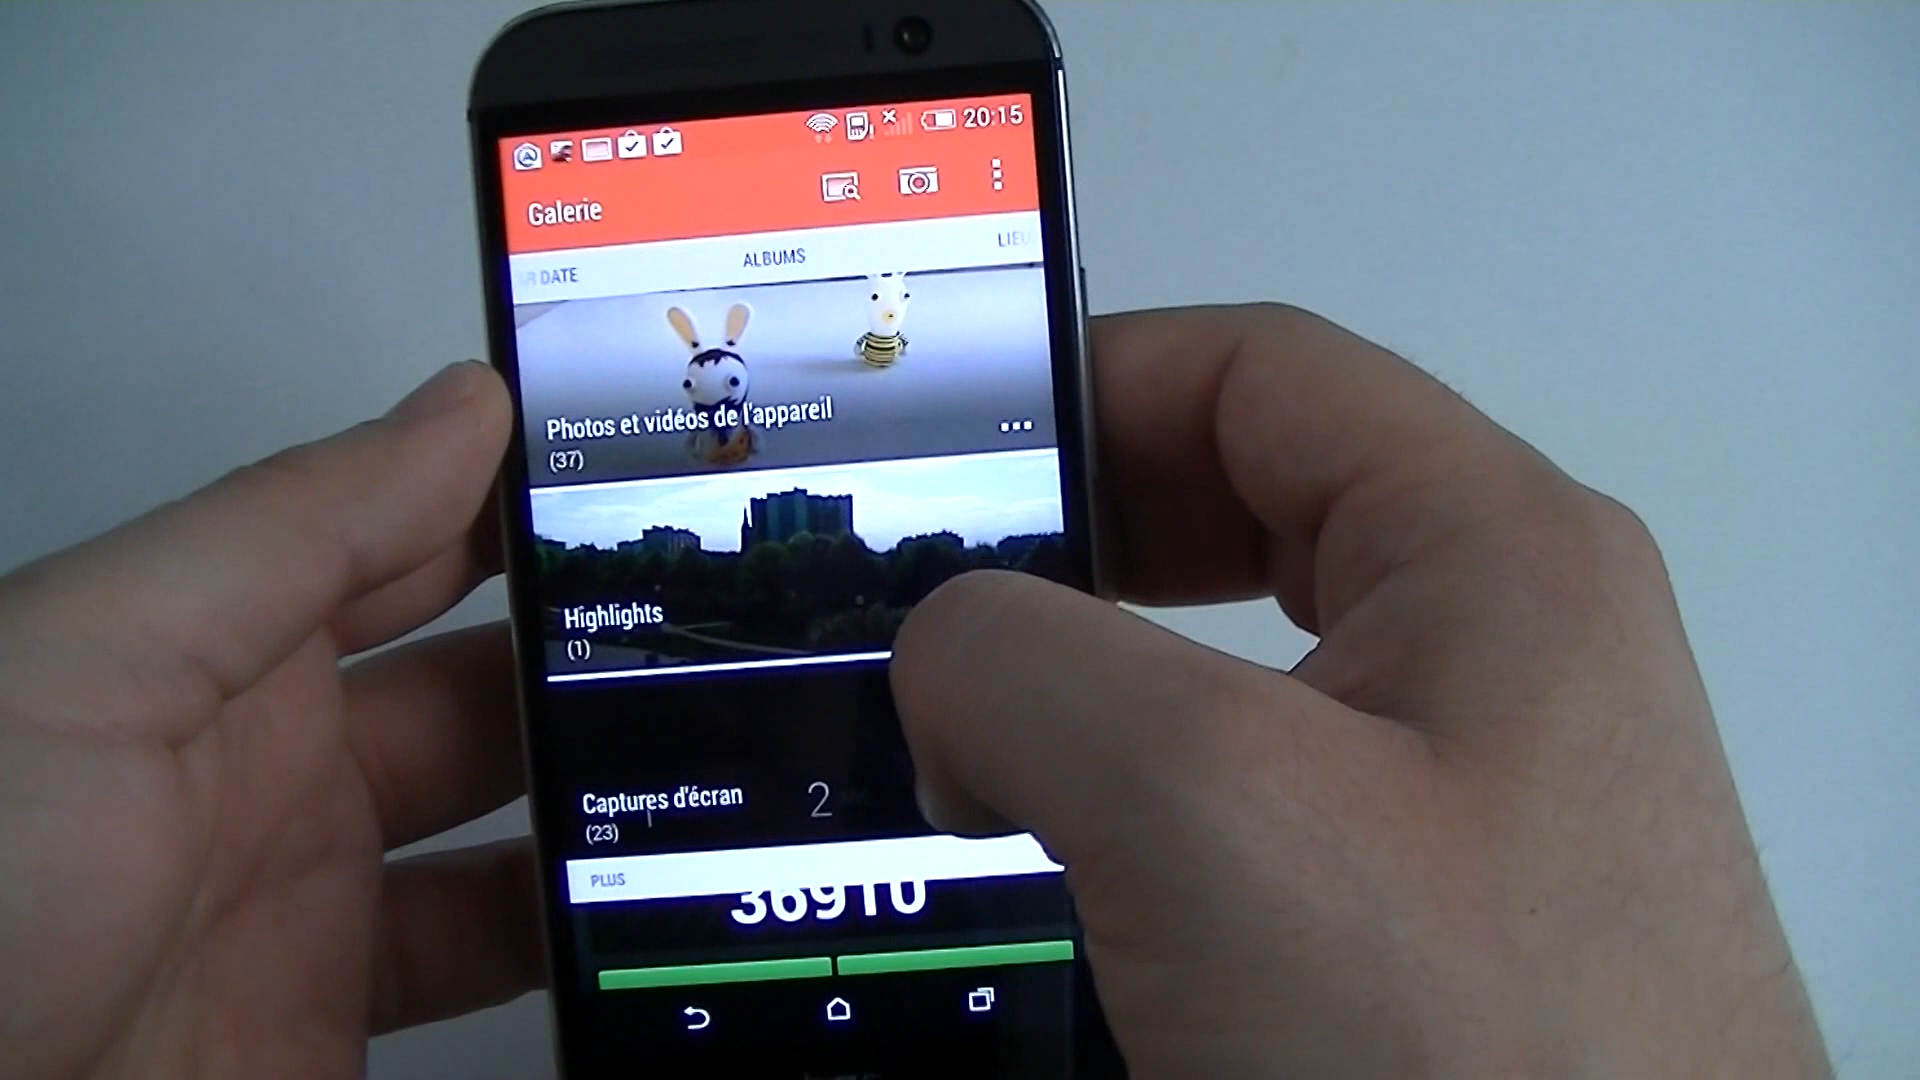 20:15
Galerie
R DATE
ALBUMS
LIEU
Photos et vidéos de l'appareil
(37)
Highlights
(1)
Captures d'écran
2
(23)
PLUS
36910